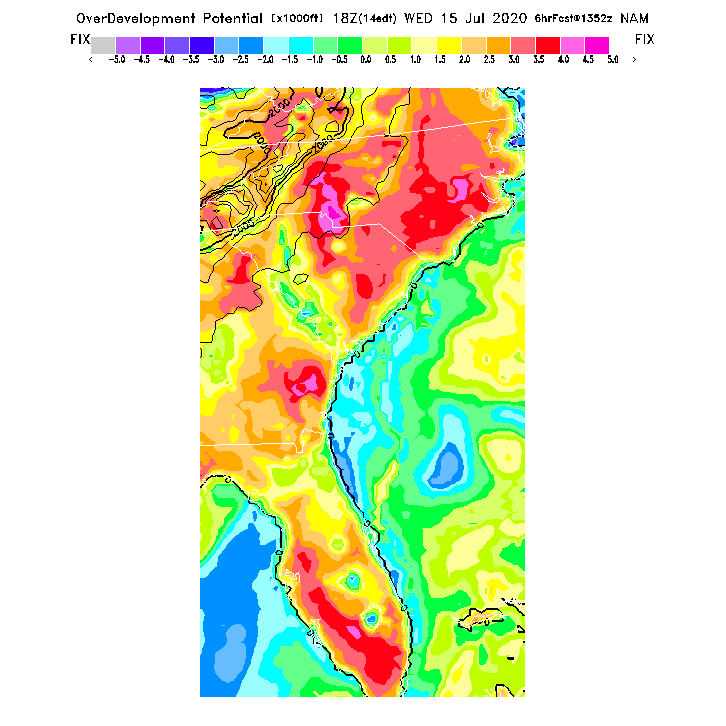 OverDevelopment Potential [x1000ft] 18Z(14edt) WED 15 Jul 2020 6hrFcst@1352z NAM
FIX FIX
< -5.0 -4.5 -4.0 -3.5 -3.0 -2.5 -2.0 -1.5 -1.0 -0.5 0.0 0.5 1.0 1.5 2.0 2.5 3.0 3.5 4.0 4.5 5.0 >
2000